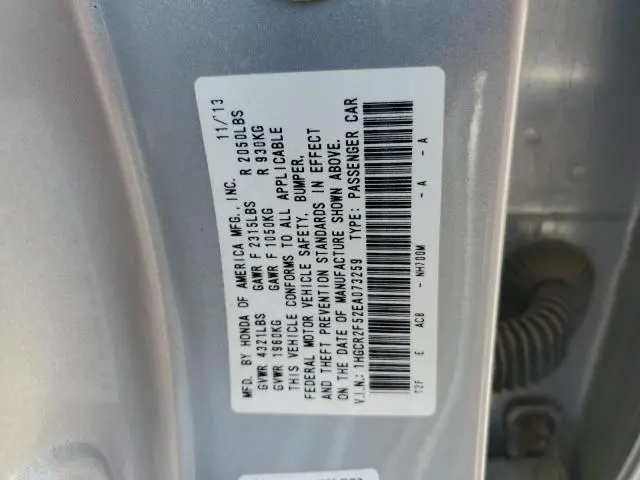 MFD. BY HONDA OF AMERICA MFG., INC. 11/13
GVWR 4321LBS GAWR F 2315LBS R 2050LBS
GVWR 1960KG GAWR F 1050KG R 930KG
THIS VEHICLE CONFORMS TO ALL APPLICABLE
FEDERAL MOTOR VEHICLE SAFETY, BUMPER,
AND THEFT PREVENTION STANDARDS IN EFFECT
ON THE DATE OF MANUFACTURE SHOWN ABOVE.
V.I.N.: 1HGCR2F52EA073259 TYPE: PASSENGER CAR
T2F E AC8 - NH700M - A - A